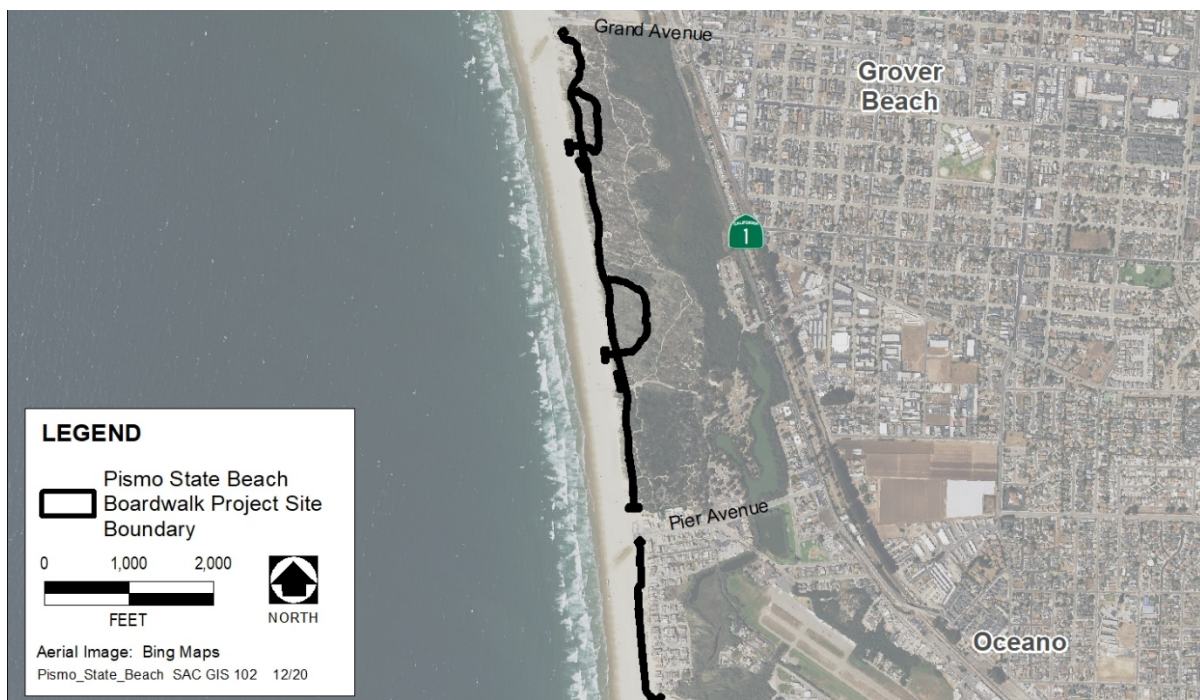 Grand Avenue
Grover
Beach
CALIFORNIA
1
LEGEND
Pismo State Beach
Boardwalk Project Site
Boundary
0 1,000 2,000
FEET
NORTH
Pier Avenue
Oceano
Aerial Image: Bing Maps
Pismo_State_Beach SAC GIS 102 12/20